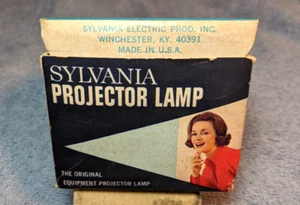 SYLVANIA ELECTRIC PROD. INC.
WINCHESTER, KY. 40391
MADE IN U.S.A.
SYLVANIA
PROJECTOR LAMP
THE ORIGINAL
EQUIPMENT PROJECTOR LAMP